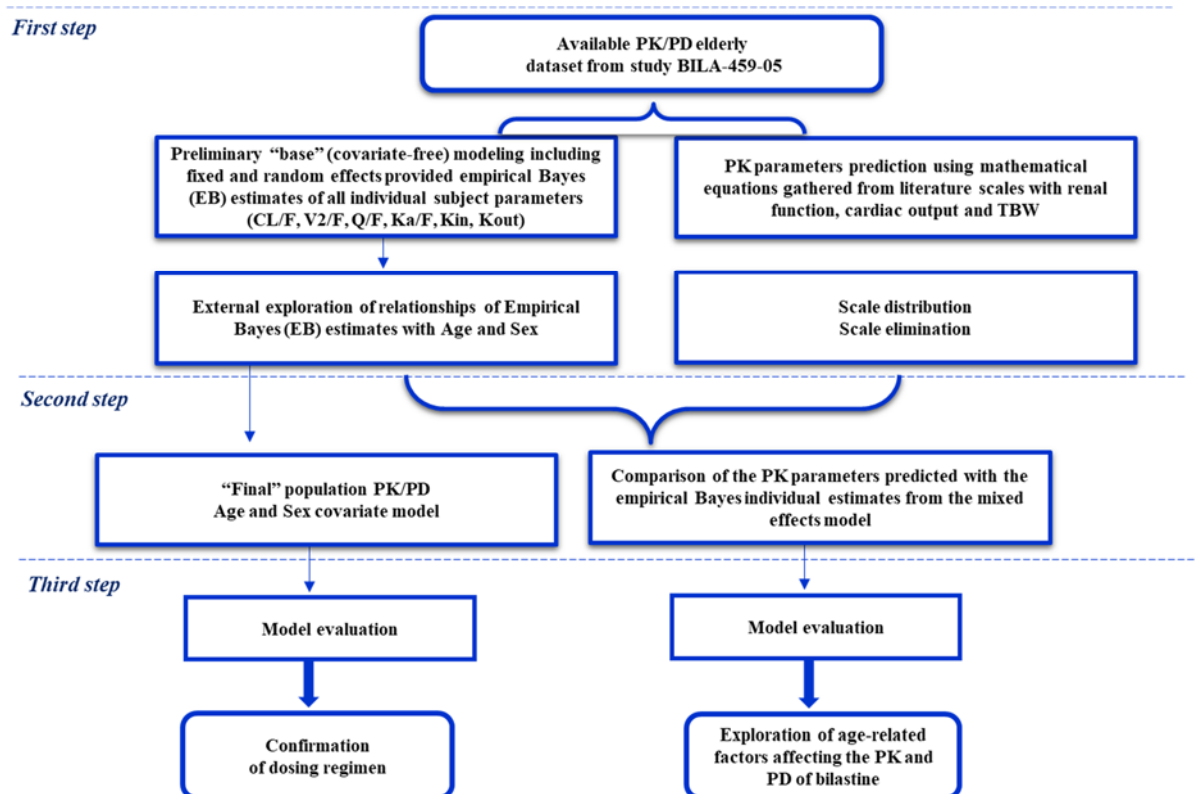 First step
Available PK/PD elderly
dataset from study BILA-459-05
Preliminary “base” (covariate-free) modeling including
fixed and random effects provided empirical Bayes
(EB) estimates of all individual subject parameters
(CL/F, V2/F, Q/F, Ka/F, Kin, Kout)
PK parameters prediction using mathematical
equations gathered from literature scales with renal
function, cardiac output and TBW
External exploration of relationships of Empirical
Bayes (EB) estimates with Age and Sex
Scale distribution
Scale elimination
Second step
“Final” population PK/PD
Age and Sex covariate model
Comparison of the PK parameters predicted with the
empirical Bayes individual estimates from the mixed
effects model
Third step
Model evaluation
Model evaluation
Confirmation
of dosing regimen
Exploration of age-related
factors affecting the PK and
PD of bilastine